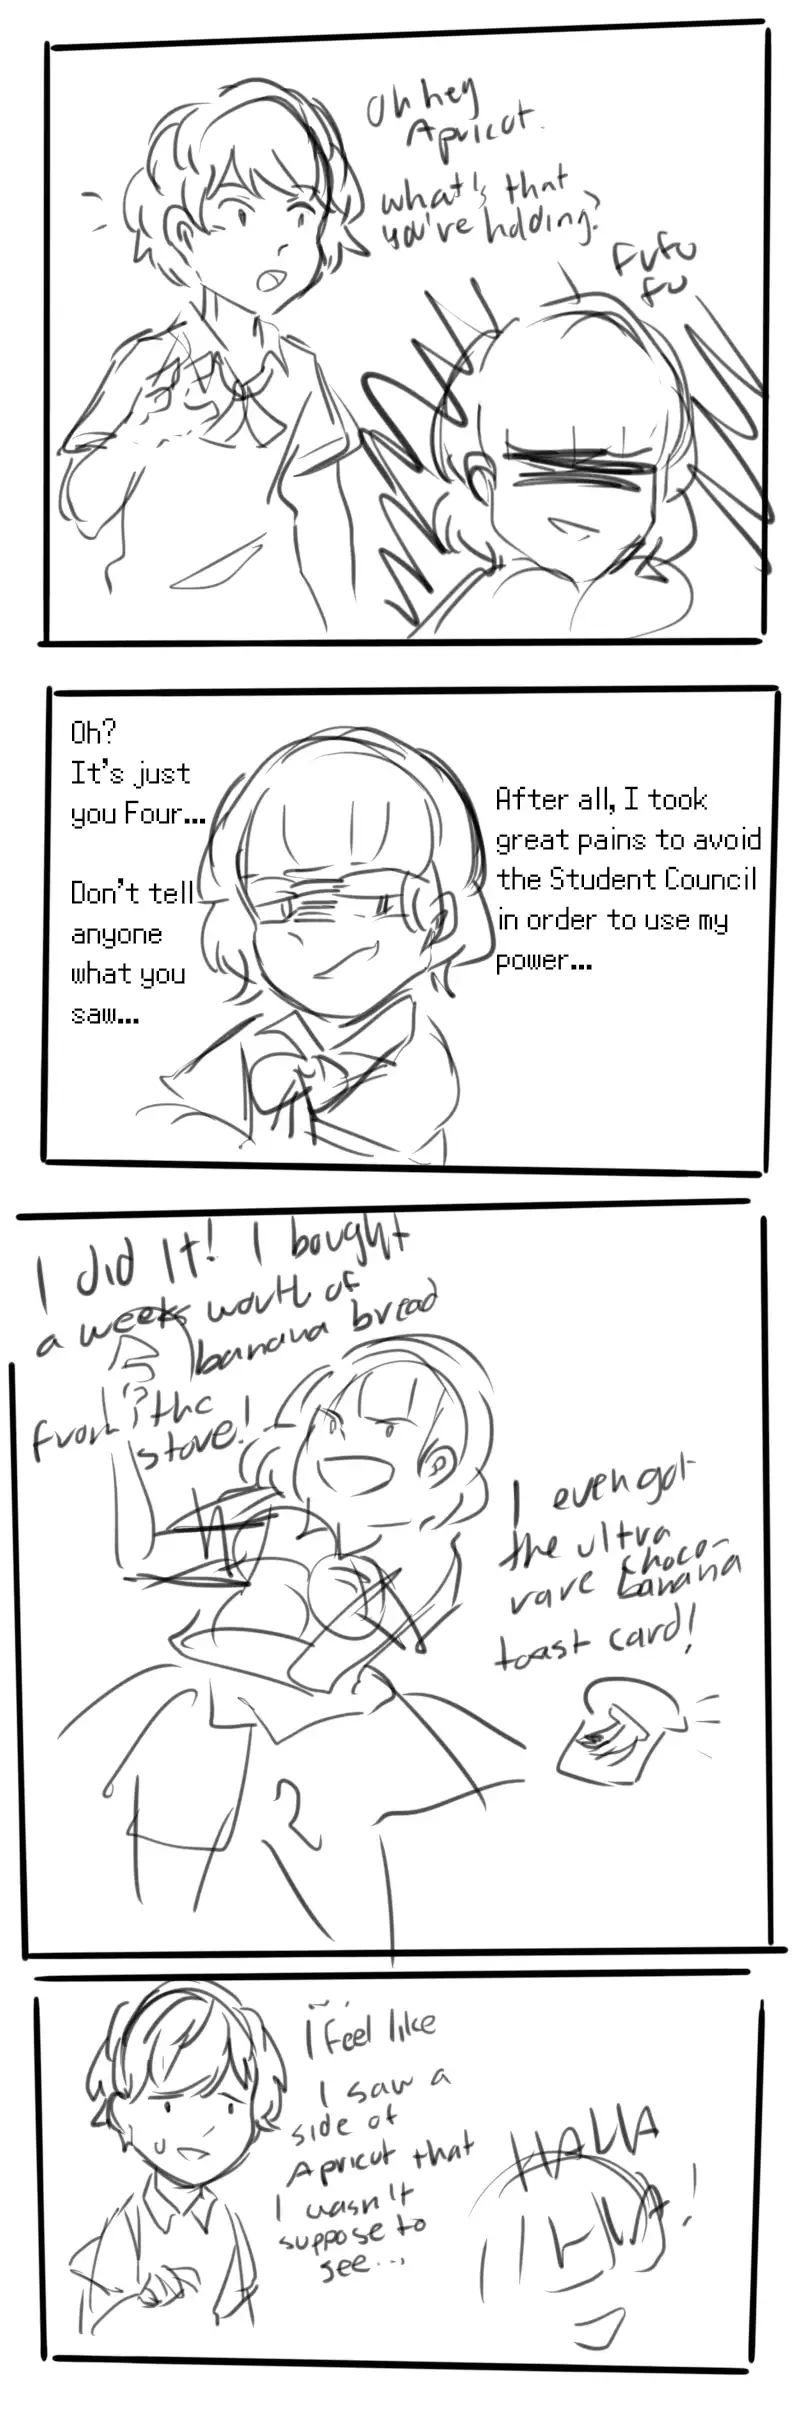 Oh hey
Apricot.
what's that
you're holding?
Fufu
fu
Oh?
It's just
you Four...
Don't tell
anyone
what you
saw...
After all, I took
great pains to avoid
the Student Council
in order to use my
power...
I did It! I bought
a weeks worth of
banana bread
from the
store!
I even got
the ultra
rare choco-
banana
toast card!
I feel like
I saw a
side of
Apricot that
I wasn't
suppose to
see...
HAHA
HA!